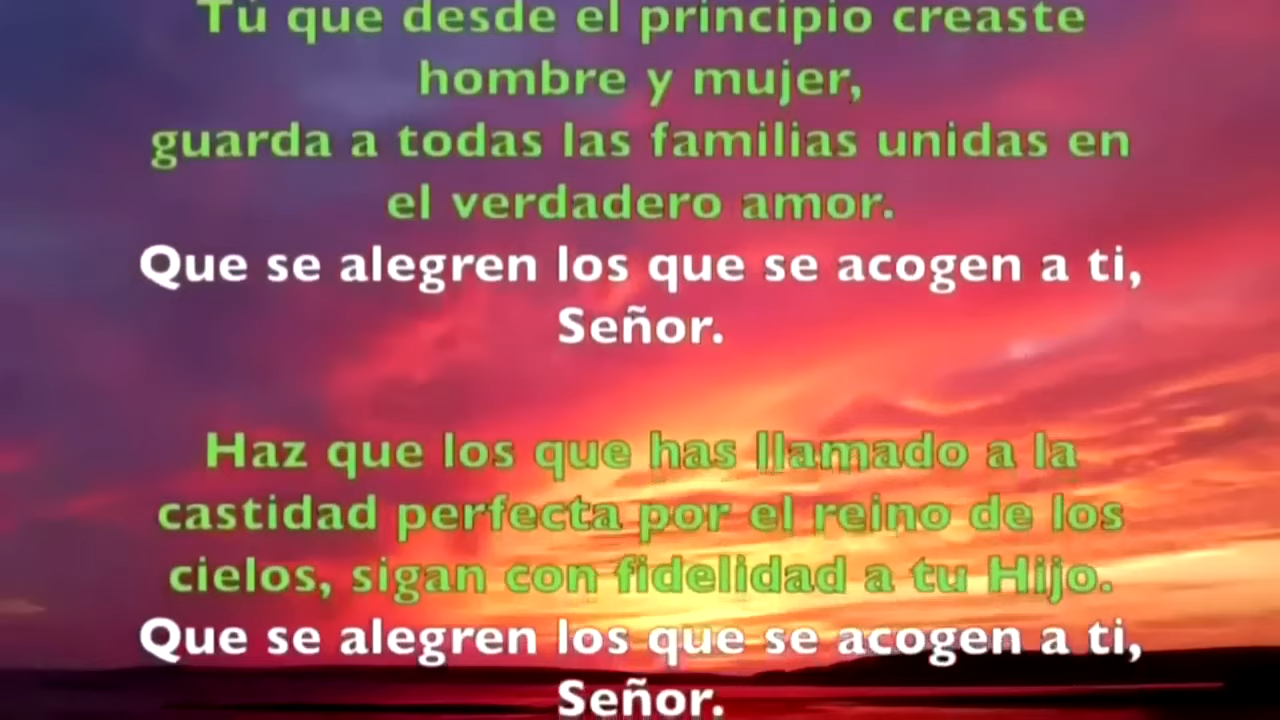 Tú que desde el principio creaste
hombre y mujer,
guarda a todas las familias unidas en
el verdadero amor.
Que se alegren los que se acogen a ti,
Señor.
Haz que los que has llamado a la
castidad perfecta por el reino de los
cielos, sigan con fidelidad a tu Hijo.
Que se alegren los que se acogen a ti,
Señor.